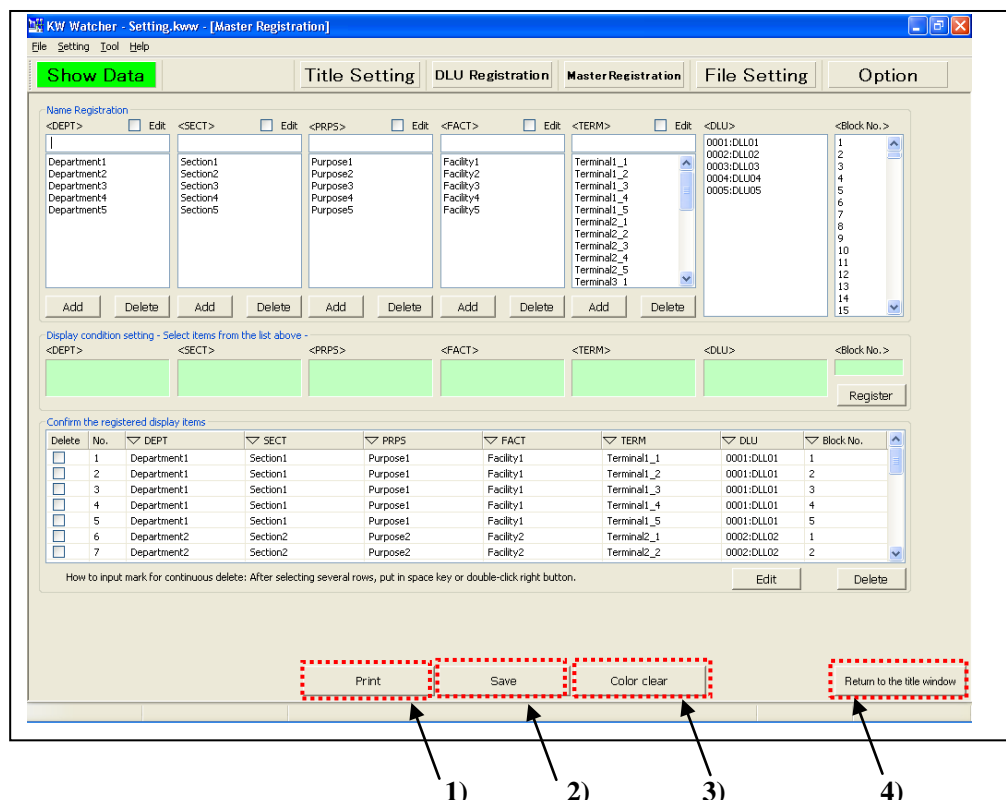 KW Watcher - Setting.kww - [Master Registration]
File Setting Tool Help
Show Data Title Setting DLU Registration Master Registration File Setting Option
Name Registration
<DEPT> Edit <SECT> Edit <PRPS> Edit <FACT> Edit <TERM> Edit <DLU> <Block No.>
Department1
Department2
Department3
Department4
Department5
Section1
Section2
Section3
Section4
Section5
Purpose1
Purpose2
Purpose3
Purpose4
Purpose5
Facility1
Facility2
Facility3
Facility4
Facility5
Terminal1_1
Terminal1_2
Terminal1_3
Terminal1_4
Terminal1_5
Terminal2_1
Terminal2_2
Terminal2_3
Terminal2_4
Terminal2_5
Terminal3_1
0001:DLL01
0002:DLL02
0003:DLL03
0004:DLU04
0005:DLU05
1
2
3
4
5
6
7
8
9
10
11
12
13
14
15
Add Delete Add Delete Add Delete Add Delete Add Delete
Display condition setting - Select items from the list above -
<DEPT> <SECT> <PRPS> <FACT> <TERM> <DLU> <Block No.>
Register
Confirm the registered display items
Delete No. DEPT SECT PRPS FACT TERM DLU Block No.
1 Department1 Section1 Purpose1 Facility1 Terminal1_1 0001:DLL01 1
2 Department1 Section1 Purpose1 Facility1 Terminal1_2 0001:DLL01 2
3 Department1 Section1 Purpose1 Facility1 Terminal1_3 0001:DLL01 3
4 Department1 Section1 Purpose1 Facility1 Terminal1_4 0001:DLL01 4
5 Department1 Section1 Purpose1 Facility1 Terminal1_5 0001:DLL01 5
6 Department2 Section2 Purpose2 Facility2 Terminal2_1 0002:DLL02 1
7 Department2 Section2 Purpose2 Facility2 Terminal2_2 0002:DLL02 2
How to input mark for continuous delete: After selecting several rows, put in space key or double-click right button.
Edit Delete
Print Save Color clear Return to the title window
1) 2) 3) 4)